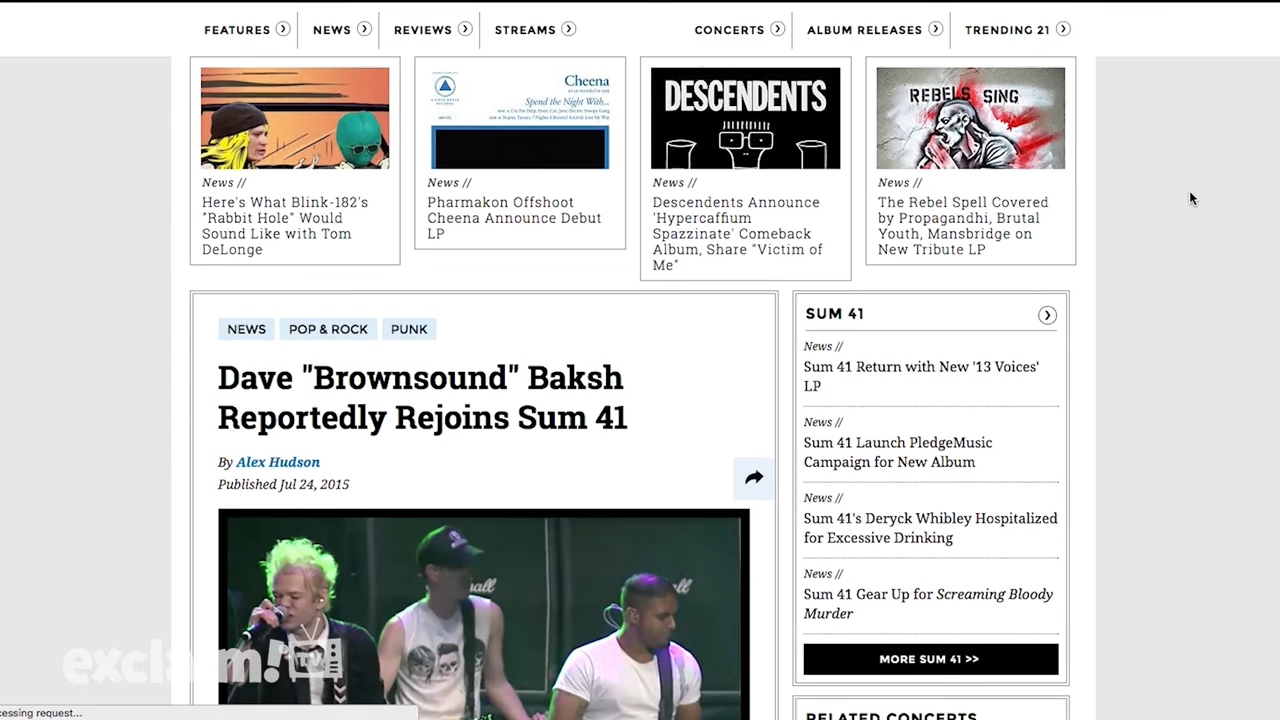 FEATURES
NEWS
REVIEWS
STREAMS
CONCERTS
ALBUM RELEASES
TRENDING 21
Cheena
Spend the Night With...
DESCENDENTS
REBELS SING
News //
Here's What Blink-182's
"Rabbit Hole" Would
Sound Like with Tom
DeLonge
News //
Pharmakon Offshoot
Cheena Announce Debut
LP
News //
Descendents Announce
'Hypercaffium
Spazzinate' Comeback
Album, Share "Victim of
Me"
News //
The Rebel Spell Covered
by Propagandhi, Brutal
Youth, Mansbridge on
New Tribute LP
NEWS
POP & ROCK
PUNK
Dave "Brownsound" Baksh
Reportedly Rejoins Sum 41
By Alex Hudson
Published Jul 24, 2015
exclaim! TV
cessing request...
SUM 41
News //
Sum 41 Return with New '13 Voices'
LP
News //
Sum 41 Launch PledgeMusic
Campaign for New Album
News //
Sum 41's Deryck Whibley Hospitalized
for Excessive Drinking
News //
Sum 41 Gear Up for Screaming Bloody
Murder
MORE SUM 41 >>
RELATED CONCERTS